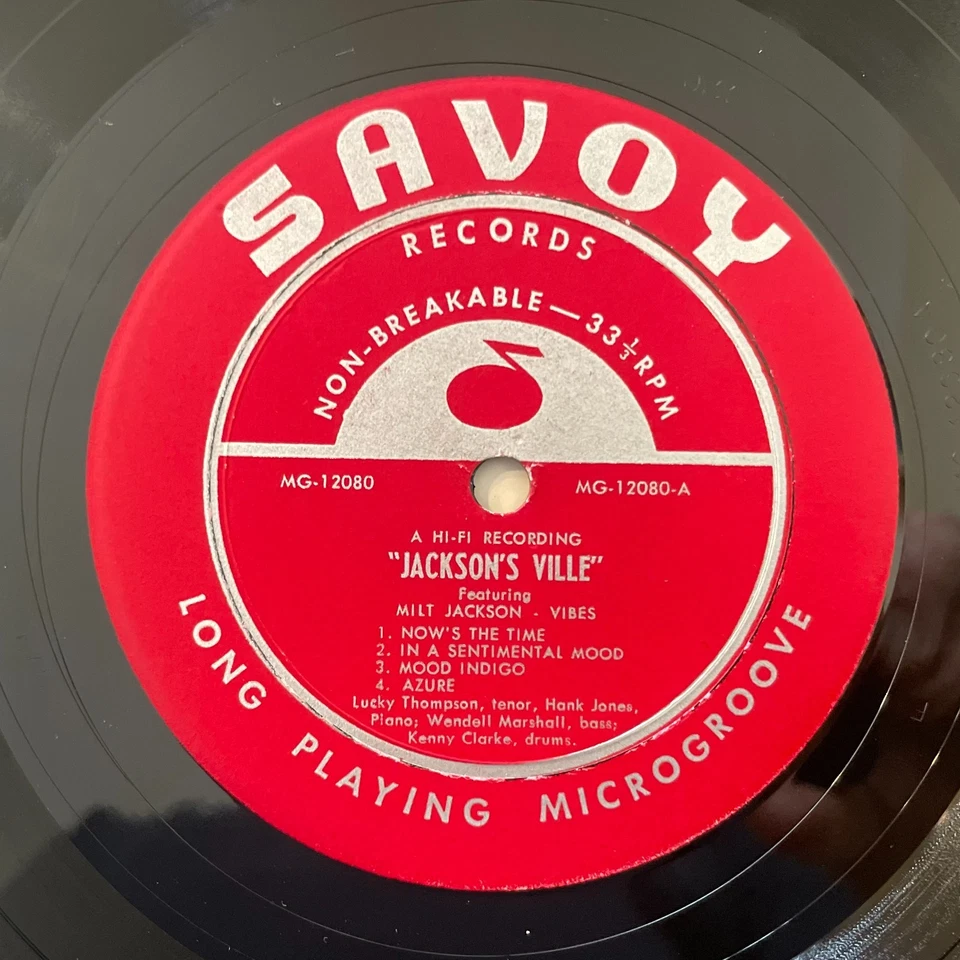 SAVOY
RECORDS
NON-BREAKABLE—33⅓RPM
MG-12080
MG-12080-A
A HI-FI RECORDING
"JACKSON'S VILLE"
Featuring
MILT JACKSON - VIBES
1. NOW'S THE TIME
2. IN A SENTIMENTAL MOOD
3. MOOD INDIGO
4. AZURE
Lucky Thompson, tenor, Hank Jones,
Piano; Wendell Marshall, bass;
Kenny Clarke, drums.
LONG PLAYING MICROGROOVE